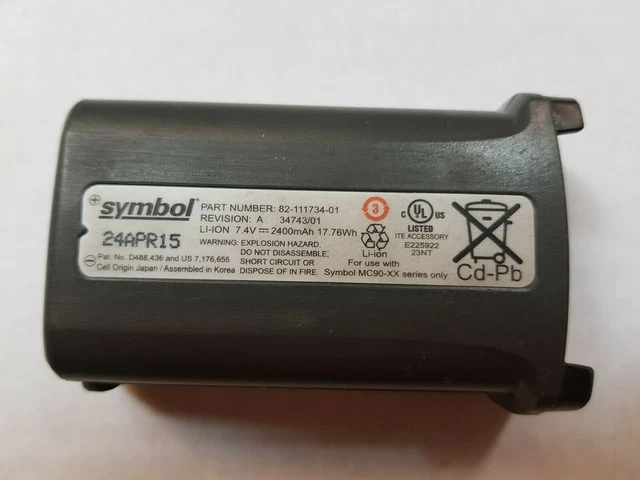 symbol
24APR15
Pat. No. D488,436 and US 7,176,655
Cell Origin Japan / Assembled in Korea
PART NUMBER: 82-111734-01
REVISION: A 34743/01
LI-ION 7.4V ⎓ 2400mAh 17.76Wh
WARNING: EXPLOSION HAZARD.
DO NOT DISASSEMBLE,
SHORT CIRCUIT OR
DISPOSE OF IN FIRE.
3
Li-ion
For use with
Symbol MC90-XX series only
c UL US
LISTED
ITE ACCESSORY
E225922
23NT
Cd-Pb